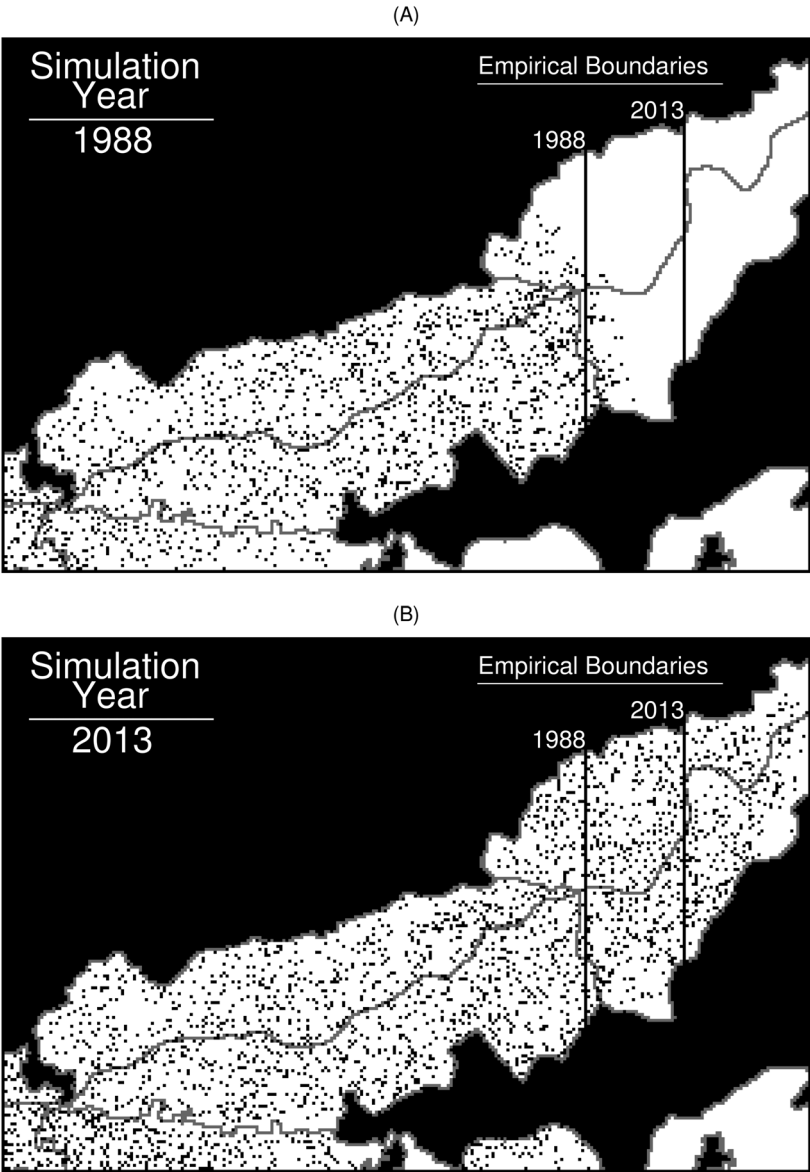 (A)
Simulation
Year
1988
Empirical Boundaries
2013
1988
(B)
Simulation
Year
2013
Empirical Boundaries
2013
1988